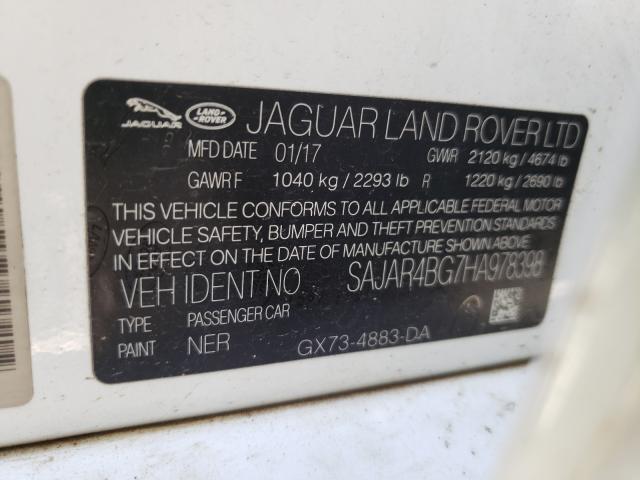 JAGUAR LAND ROVER JAGUAR LAND ROVER LTD
MFD DATE 01/17 GVWR 2120 kg / 4674 lb
GAWR F 1040 kg / 2293 lb R 1220 kg / 2690 lb
THIS VEHICLE CONFORMS TO ALL APPLICABLE FEDERAL MOTOR
VEHICLE SAFETY, BUMPER AND THEFT PREVENTION STANDARDS
IN EFFECT ON THE DATE OF MANUFACTURE SHOWN ABOVE.
VEH IDENT NO SAJAR4BG7HA978398
TYPE PASSENGER CAR
PAINT NER GX73-4883-DA